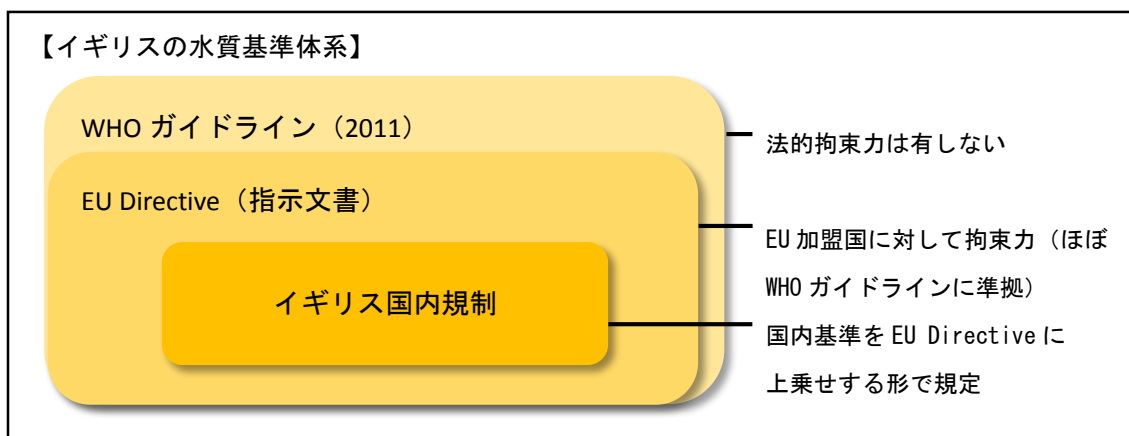 【イギリスの水質基準体系】
WHO ガイドライン（2011）
法的拘束力は有しない
EU Directive（指示文書）
EU 加盟国に対して拘束力（ほぼ
WHO ガイドラインに準拠）
イギリス国内規制
国内基準を EU Directive に
上乗せする形で規定